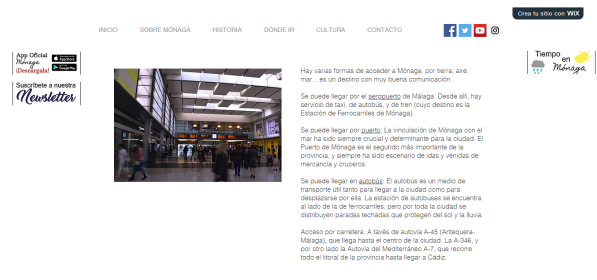 Crea tu sitio con WiX
INICIO
SOBRE MÓNAGA
HISTORIA
DÓNDE IR
CULTURA
CONTACTO
App Oficial
Mónaga
¡Descárgala!
App Store
Google Play
Suscríbete a nuestra
Newsletter
Tiempo
en
Mónaga
Hay varias formas de acceder a Mónaga: por tierra, aire,
mar... es un destino con muy buena comunicación.
Se puede llegar por el aeropuerto de Málaga. Desde allí, hay
servicio de taxi, de autobús, y de tren (cuyo destino es la
Estación de Ferrocarriles de Mónaga).
Se puede llegar por puerto: La vinculación de Mónaga con el
mar ha sido siempre crucial y determinante para la ciudad. El
Puerto de Mónaga es el segundo más importante de la
provincia, y siempre ha sido escenario de idas y venidas de
mercancía y cruceros.
Se puede llegar en autobús: El autobús es un medio de
transporte útil tanto para llegar a la ciudad como para
desplazarse por ella. La estación de autobuses se encuentra
al lado de la de ferrocarriles, pero por toda la ciudad se
distribuyen paradas techadas que protegen del sol y la lluvia.
Acceso por carretera: A tavés de autovía A-45 (Antequera-
Málaga), que llega hasta el centro de la ciudad. La A-346, y
por otro lado la Autovía del Mediterráneo A-7, que recorre
todo el litoral de la provincia hasta llegar a Cádiz.